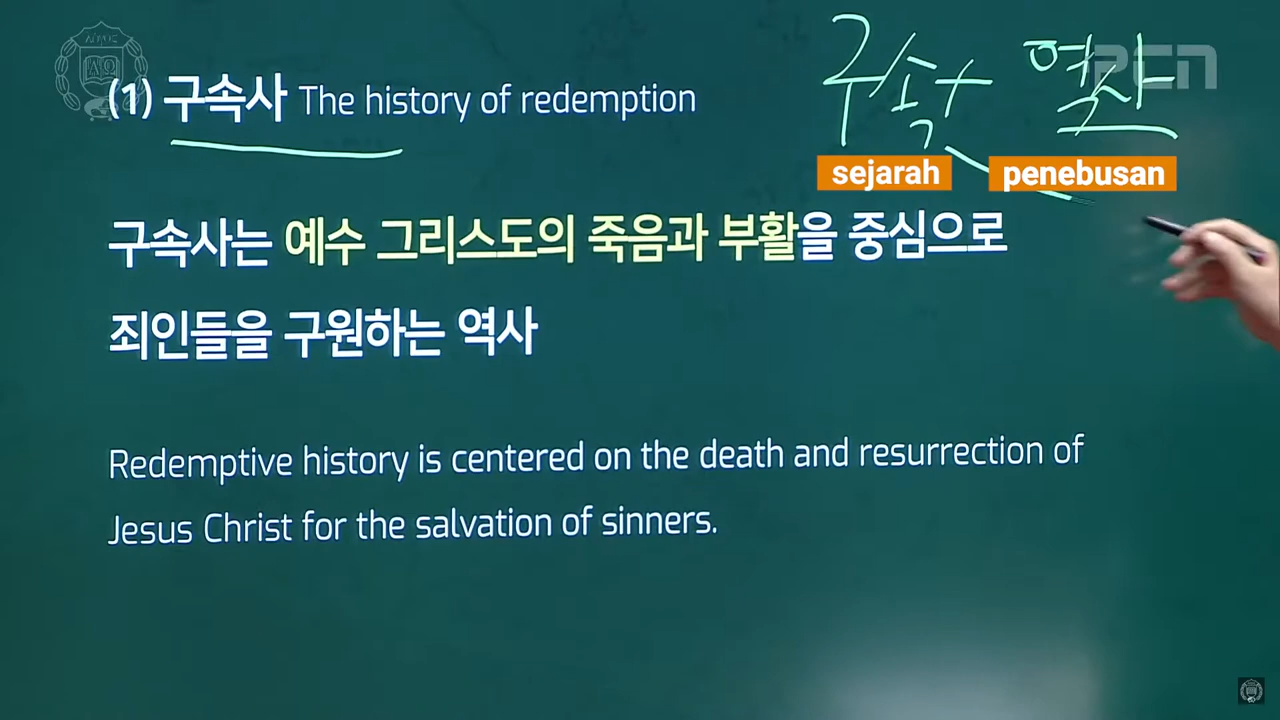 구속 + 역사
PCN
(1) 구속사 The history of redemption
sejarah penebusan
구속사는 예수 그리스도의 죽음과 부활을 중심으로
죄인들을 구원하는 역사
Redemptive history is centered on the death and resurrection of
Jesus Christ for the salvation of sinners.